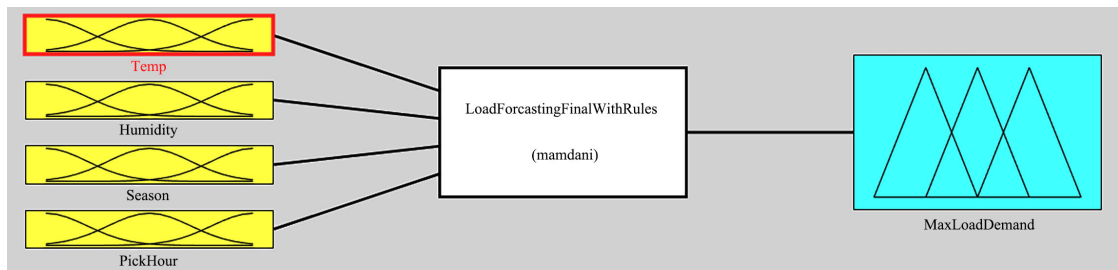 Temp
Humidity
Season
PickHour
LoadForcastingFinalWithRules
(mamdani)
MaxLoadDemand